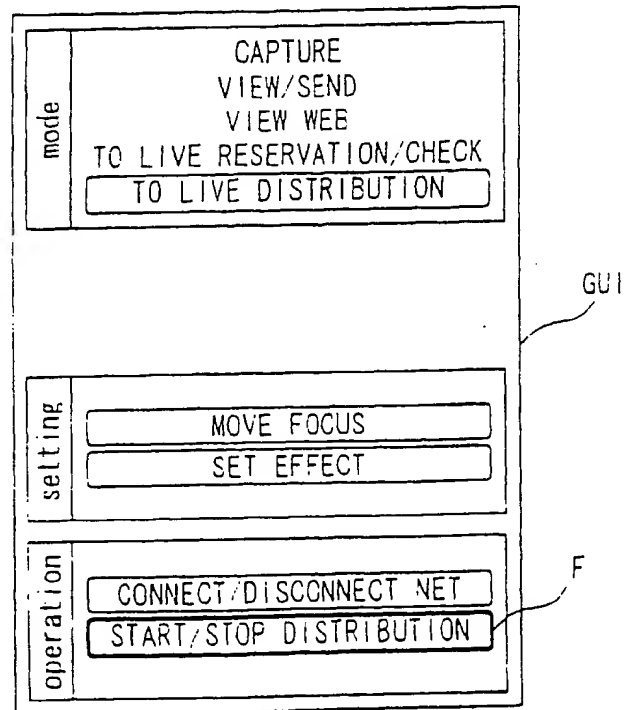 mode
CAPTURE
VIEW/SEND
VIEW WEB
TO LIVE RESERVATION/CHECK
TO LIVE DISTRIBUTION
GUI
setting
MOVE FOCUS
SET EFFECT
operation
CONNECT/DISCONNECT NET
START/STOP DISTRIBUTION
F